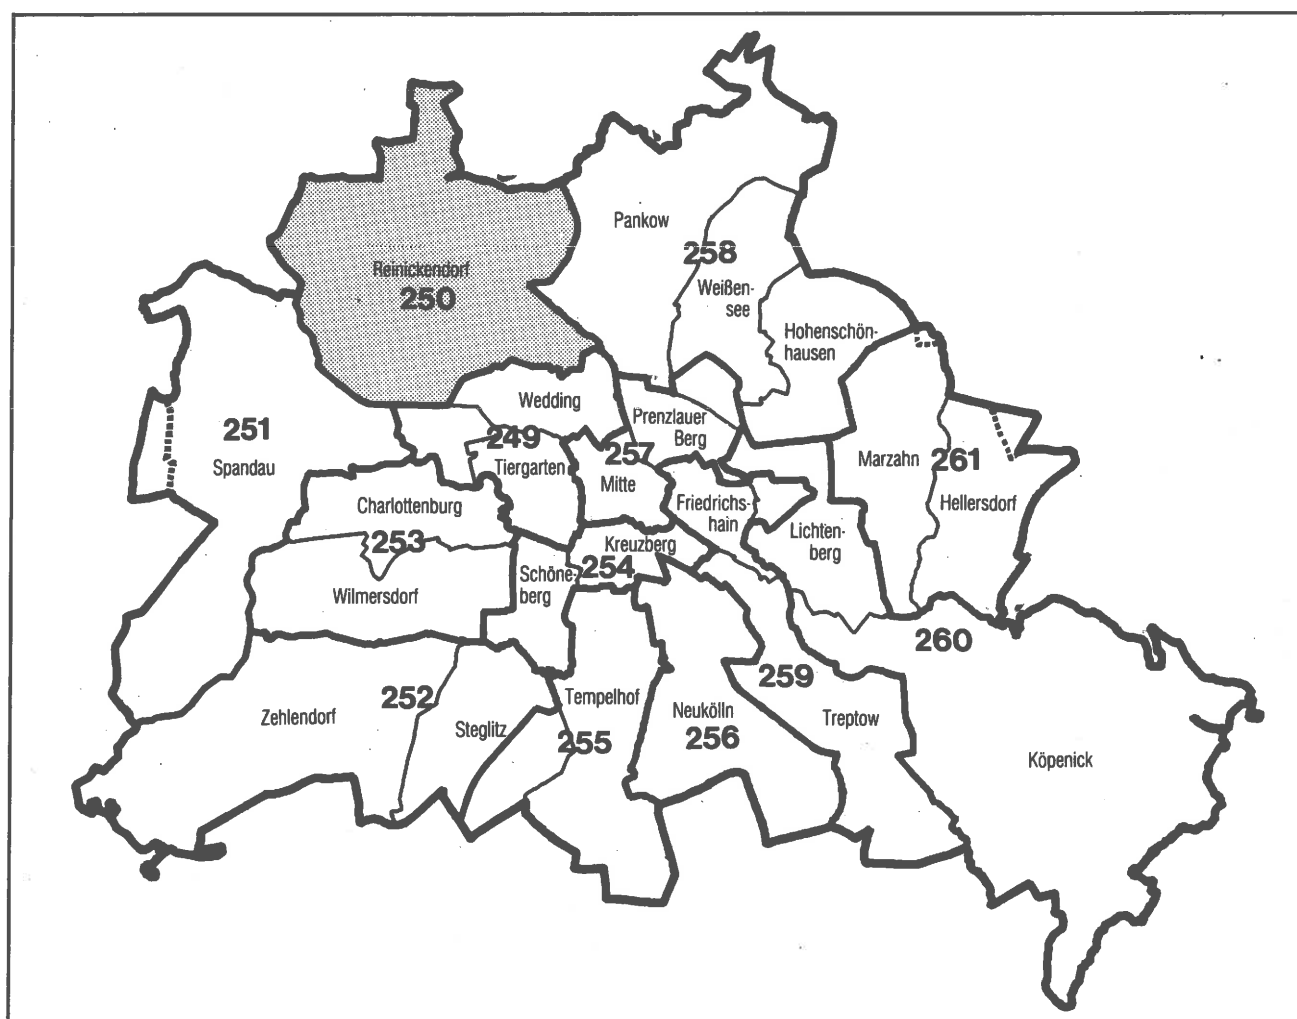 Pankow
258
Weißen-
see
Reinickendorf
250
Hohenschön-
hausen
Wedding
Prenzlauer
Berg
251
Spandau
249
Tiergarten
257
Mitte
Marzahn
261
Hellersdorf
Charlottenburg
253
Friedrichs-
hain
Lichten-
berg
Kreuzberg
254
Schöne-
berg
Wilmersdorf
260
259
252
Zehlendorf
Steglitz
Tempelhof
255
Neukölln
256
Treptow
Köpenick